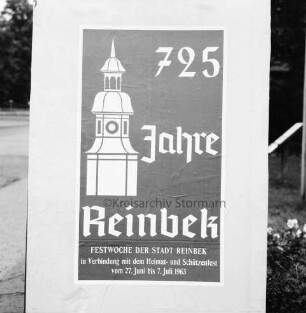 725
Jahre
©Kreisarchiv Stormarn
Reinbek
FESTWOCHE DER STADT REINBEK
in Verbindung mit dem Heimat- und Schützenfest
vom 27. Juni bis 7. Juli 1963